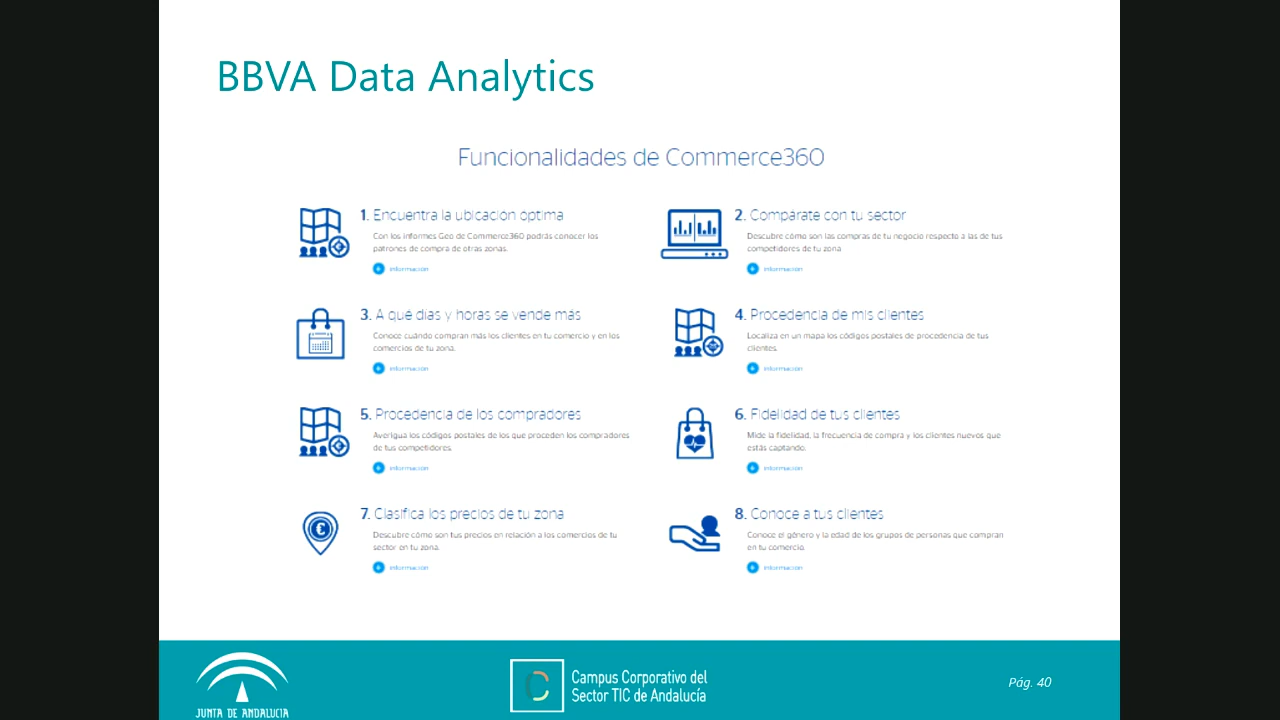 BBVA Data Analytics
Funcionalidades de Commerce360
1. Encuentra la ubicación óptima
Con los informes Geo de Commerce360 podrás conocer los
patrones de compra de otras zonas.
información
2. Compárate con tu sector
Descubre cómo son las compras de tu negocio respecto a las de tus
competidores de tu zona
información
3. A qué días y horas se vende más
Conoce cuándo compran más los clientes en tu comercio y en los
comercios de tu zona.
información
4. Procedencia de mis clientes
Localiza en un mapa los códigos postales de procedencia de tus
clientes.
información
5. Procedencia de los compradores
Averigua los códigos postales de los que proceden los compradores
de tus competidores.
información
6. Fidelidad de tus clientes
Mide la fidelidad, la frecuencia de compra y los clientes nuevos que
estás captando.
información
7. Clasifica los precios de tu zona
Descubre cómo son tus precios en relación a los comercios de tu
sector en tu zona.
información
8. Conoce a tus clientes
Conoce el género y la edad de los grupos de personas que compran
en tu comercio.
información
JUNTA DE ANDALUCIA
Campus Corporativo del
Sector TIC de Andalucía
Pág. 40